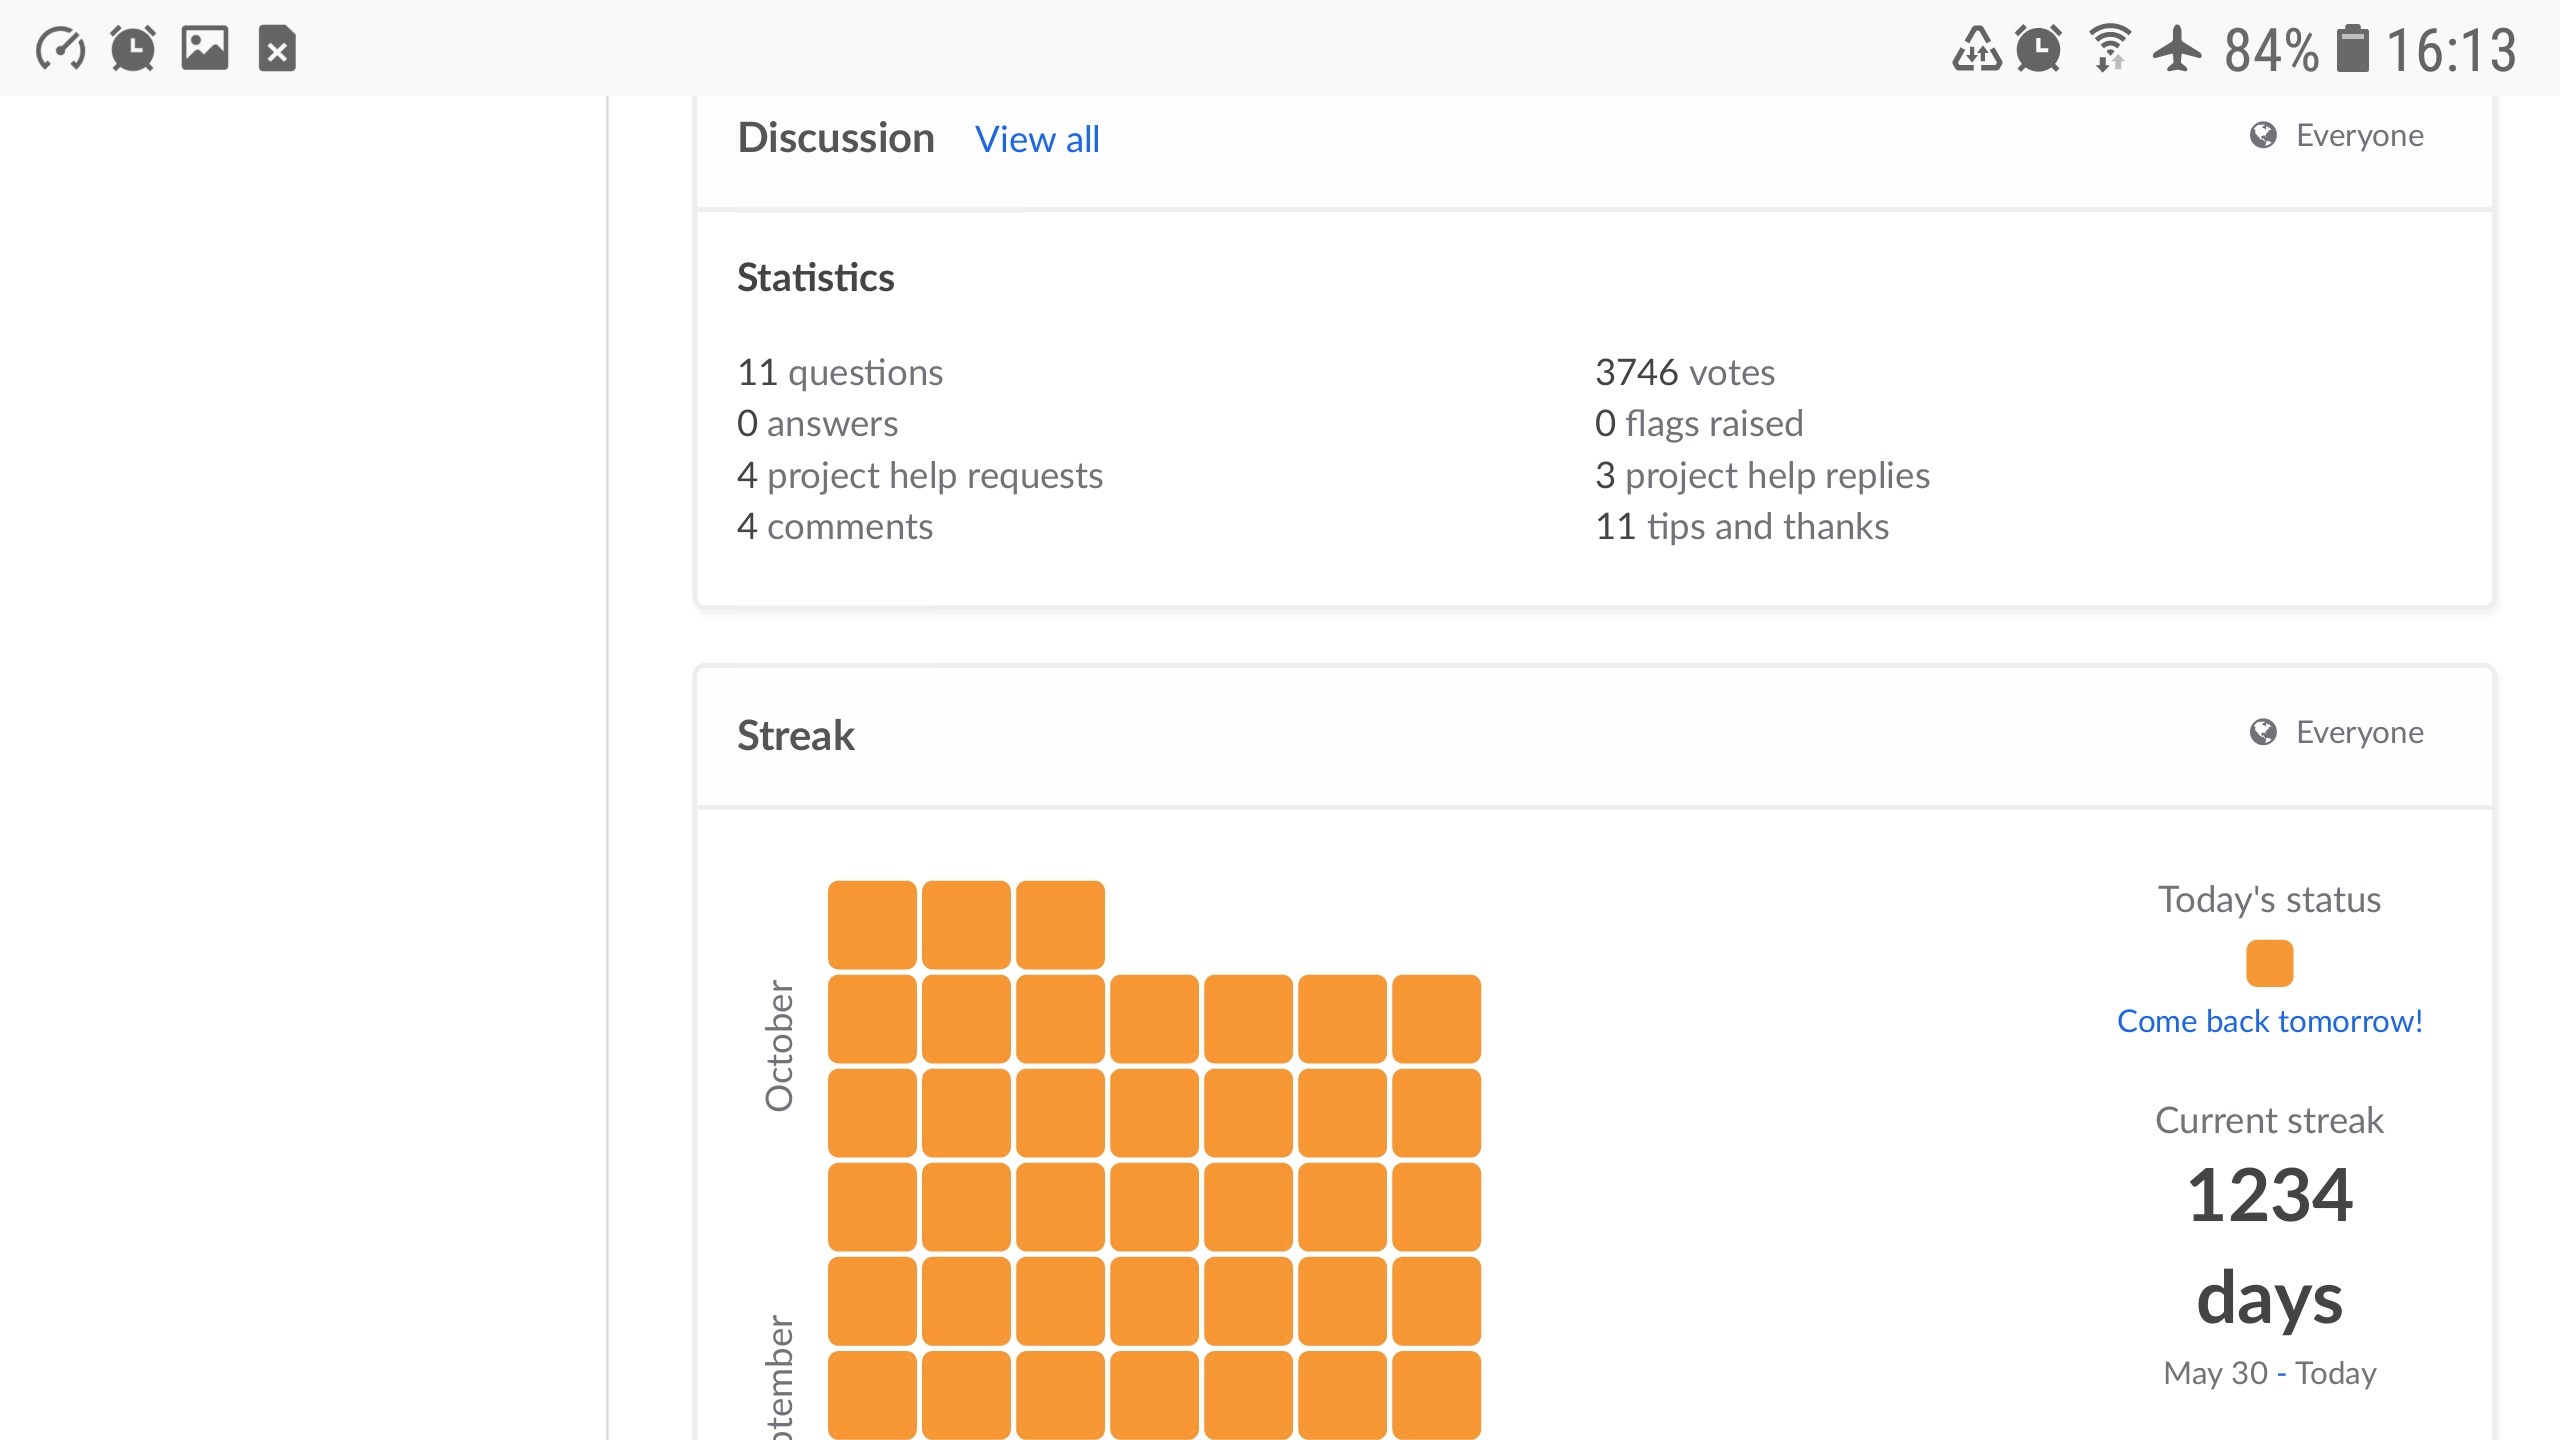 84% 16:13
Discussion View all Everyone
Statistics
11 questions
0 answers
4 project help requests
4 comments
3746 votes
0 flags raised
3 project help replies
11 tips and thanks
Streak Everyone
October
ptember
Today's status
Come back tomorrow!
Current streak
1234
days
May 30 - Today